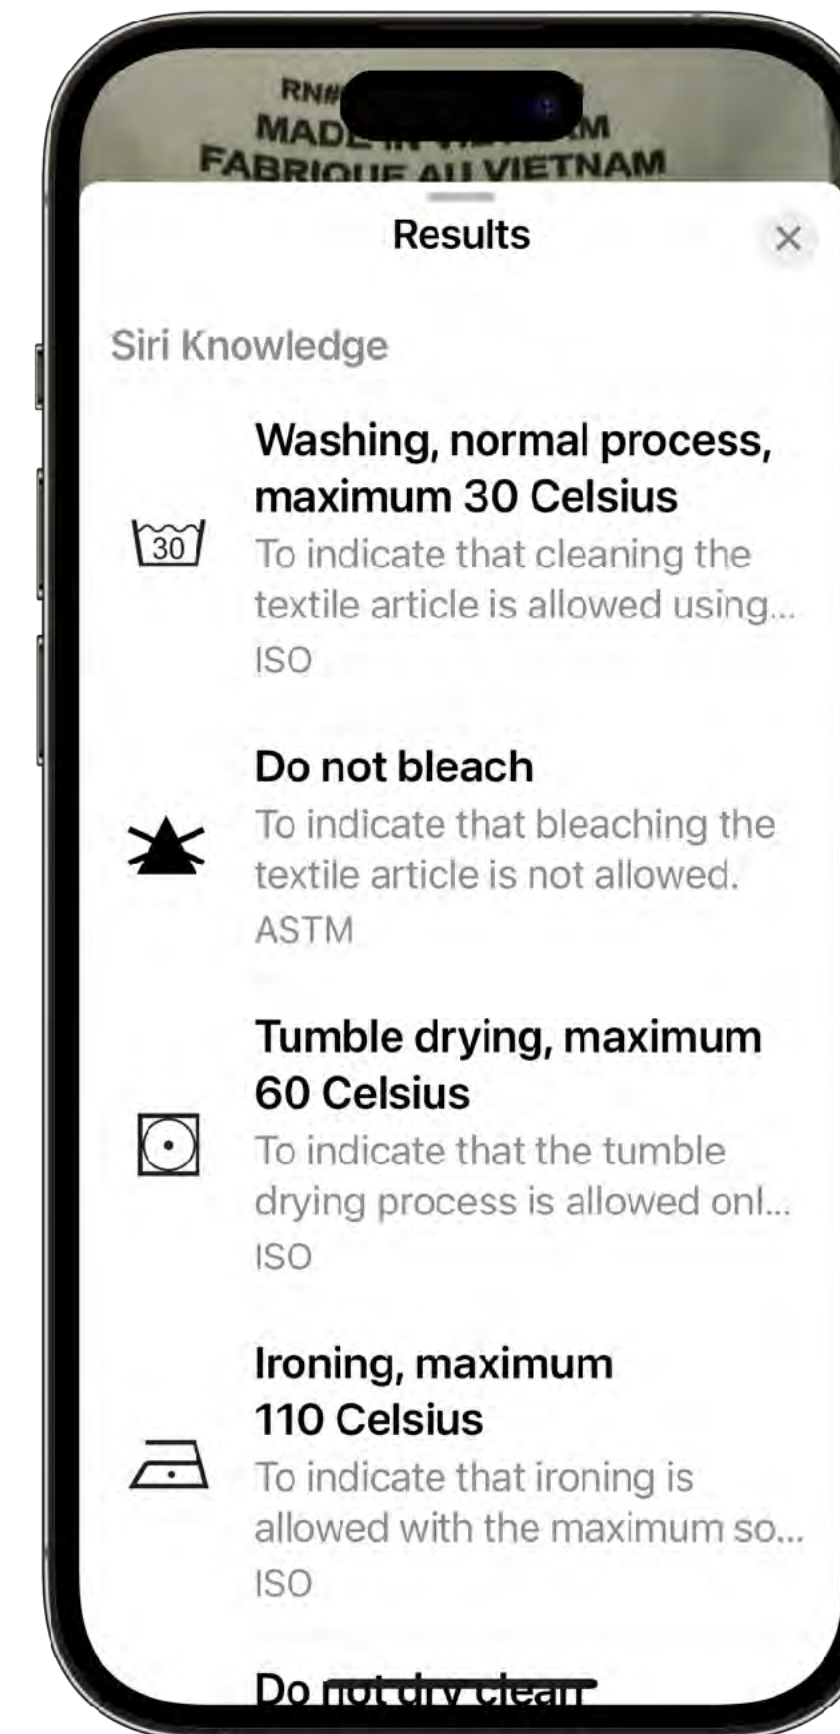 RN#
MADE IN VIETNAM
FABRIQUE AU VIETNAM
Results
Siri Knowledge
Washing, normal process,
maximum 30 Celsius
30
To indicate that cleaning the
textile article is allowed using...
ISO
Do not bleach
To indicate that bleaching the
textile article is not allowed.
ASTM
Tumble drying, maximum
60 Celsius
To indicate that the tumble
drying process is allowed onl...
ISO
Ironing, maximum
110 Celsius
To indicate that ironing is
allowed with the maximum so...
ISO
Do not dry clean